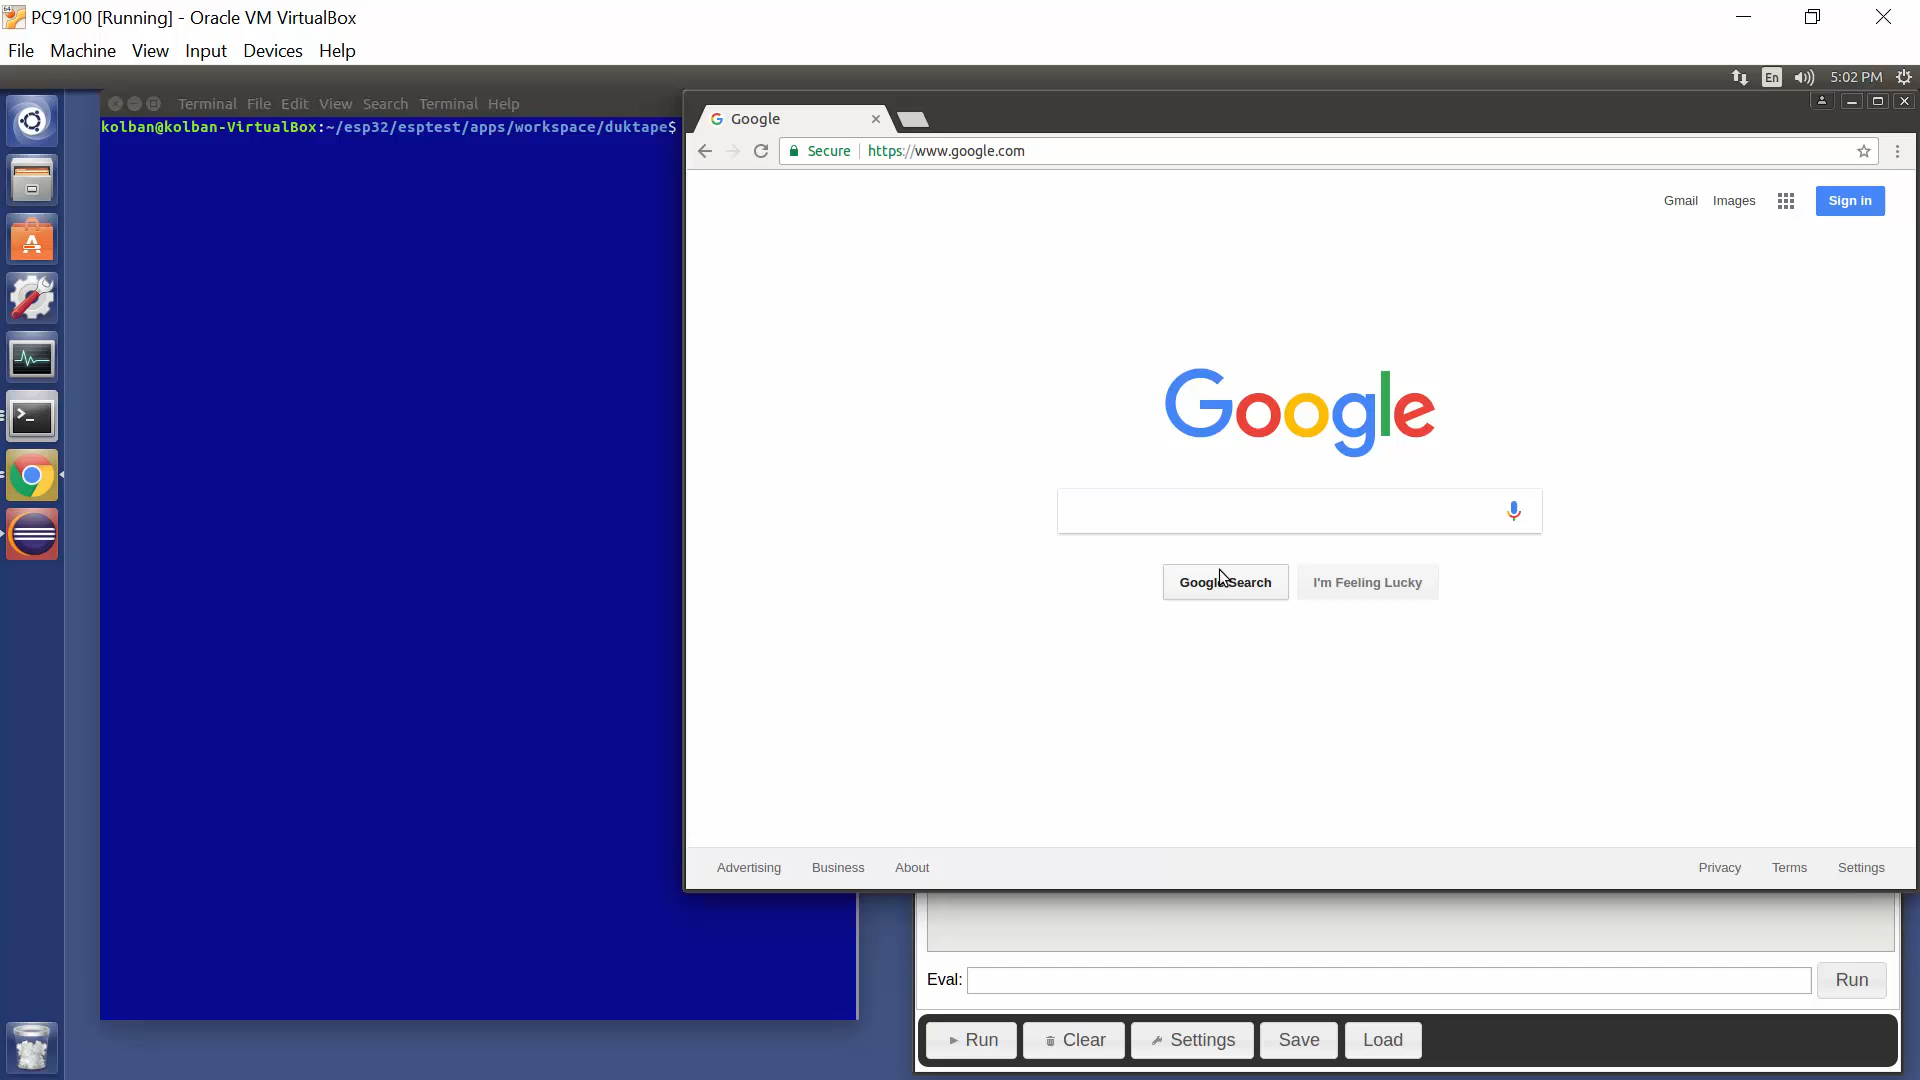 PC9100 [Running] - Oracle VM VirtualBox
File Machine View Input Devices Help
En 5:02 PM
Terminal File Edit View Search Terminal Help
kolban@kolban-VirtualBox:~/esp32/esptest/apps/workspace/duktape$
Google
Secure https://www.google.com
Gmail Images Sign in
Google
Google Search I'm Feeling Lucky
Advertising Business About Privacy Terms Settings
Eval: Run
Run Clear Settings Save Load